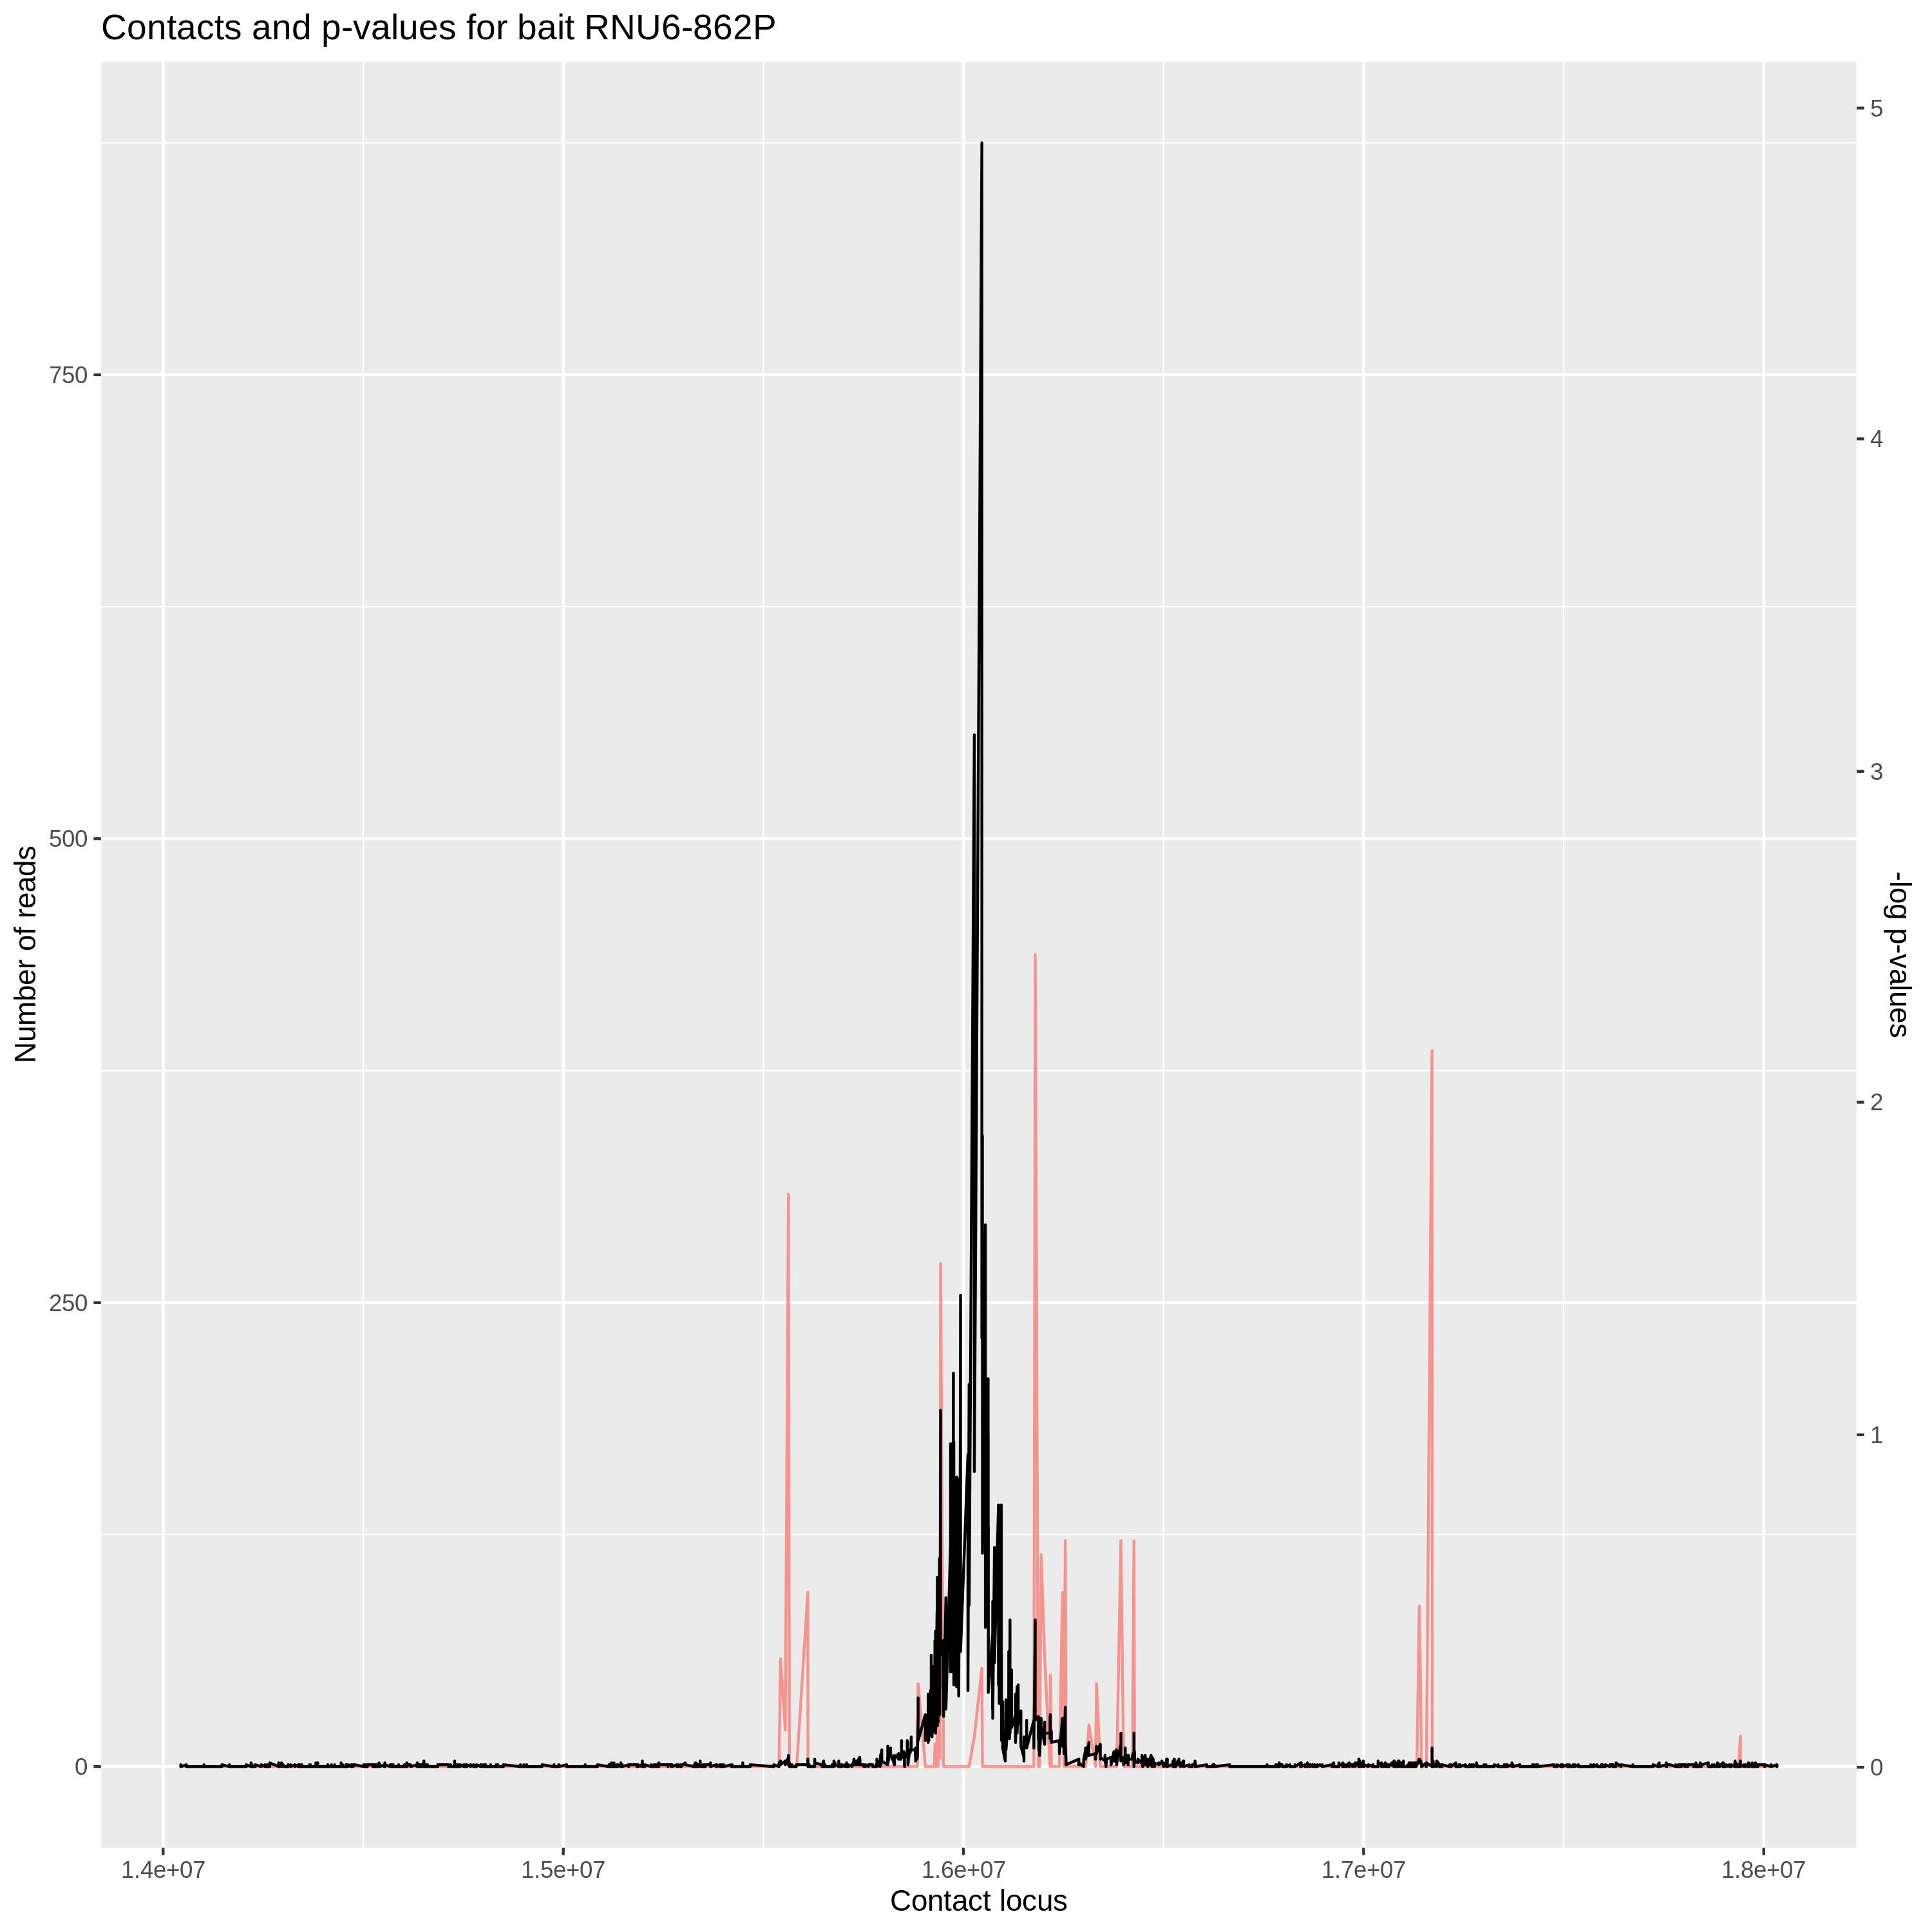 Contacts and p-values for bait RNU6-862P
Number of reads
750
500
250
0
5
4
3
2
1
0
-log p-values
1.4e+07
1.5e+07
1.6e+07
1.7e+07
1.8e+07
Contact locus